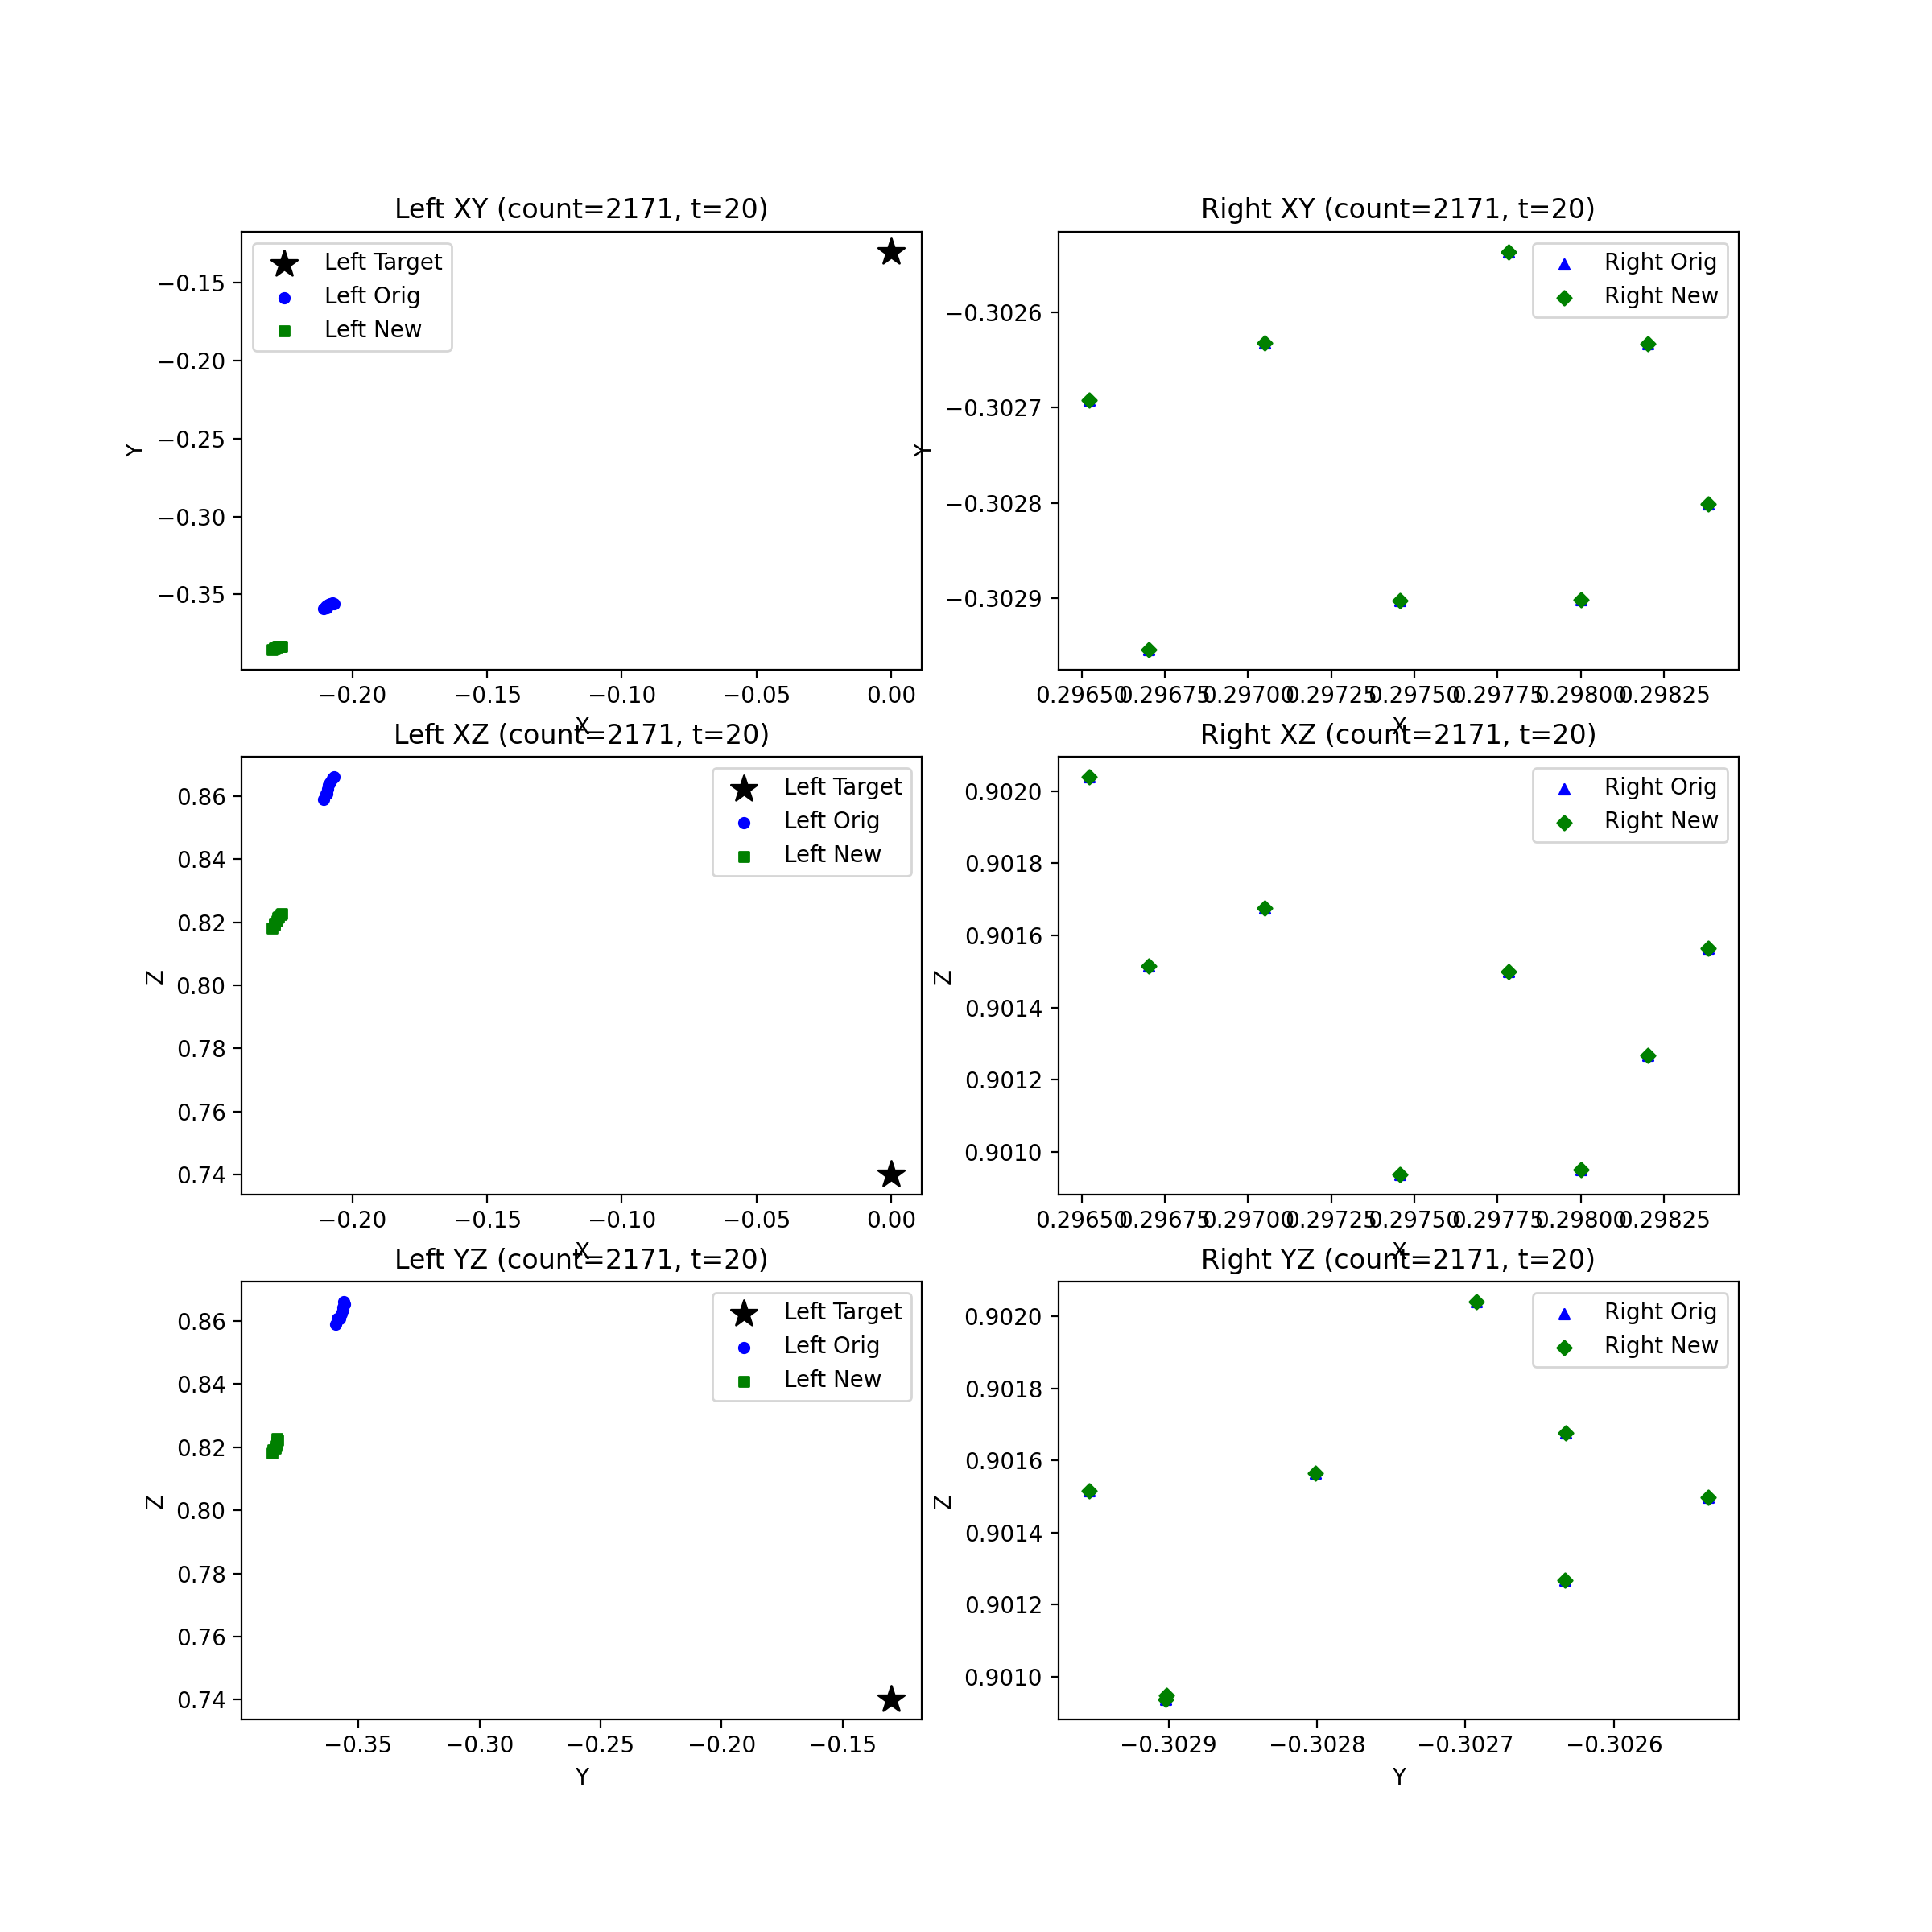 Left XY (count=2171, t=20)
Left Target
Left Orig
Left New
−0.15
−0.20
−0.25
−0.30
−0.35
Y
−0.20
−0.15
−0.10
−0.05
0.00
X
Right XY (count=2171, t=20)
Right Orig
Right New
−0.3026
−0.3027
−0.3028
−0.3029
Y
0.29650
0.29675
0.29700
0.29725
0.29750
0.29775
0.29800
0.29825
X
Left XZ (count=2171, t=20)
Left Target
Left Orig
Left New
0.86
0.84
0.82
0.80
0.78
0.76
0.74
Z
−0.20
−0.15
−0.10
−0.05
0.00
X
Right XZ (count=2171, t=20)
Right Orig
Right New
0.9020
0.9018
0.9016
0.9014
0.9012
0.9010
Z
0.29650
0.29675
0.29700
0.29725
0.29750
0.29775
0.29800
0.29825
X
Left YZ (count=2171, t=20)
Left Target
Left Orig
Left New
0.86
0.84
0.82
0.80
0.78
0.76
0.74
Z
−0.35
−0.30
−0.25
−0.20
−0.15
Y
Right YZ (count=2171, t=20)
Right Orig
Right New
0.9020
0.9018
0.9016
0.9014
0.9012
0.9010
Z
−0.3029
−0.3028
−0.3027
−0.3026
Y